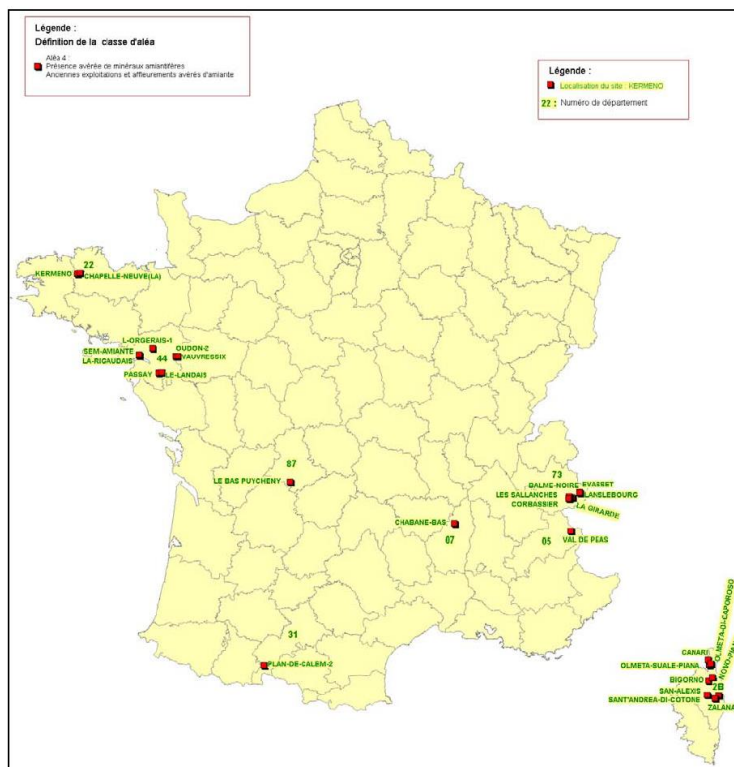 Légende :
Définition de la classe d'aléa
Aléa 4 :
Présence avérée de minéraux amiantifères
Anciennes exploitations et affleurements avérés d'amiante
Légende :
Localisation du site : KERMENO
22 : Numéro de département
22
KERMENO
CHAPELLE-NEUVE(LA)
L-ORGERAIS-1
OUDON-2
SEM-AMIANTE
44
VAUVRESSIX
LA-RIGAUDAIS
PASSAY
LE-LANDAIS
87
LE BAS PUYCHENY
73
BALME-NOIRE
EVASSET
LES SALLANCHES
LANSLEBOURG
CORBASSIER
LA GIRARDE
CHABANE-BAS
07
05
VAL DE PEAS
31
PLAN-DE-CALEM-2
OLMETA-DI-CAPOROSO
CANARI
OLMETA-BUALE-PIANA
BIGORNO
2B
SAN-ALEXIS
SANT'ANDREA-DI-COTONE
ZALANA